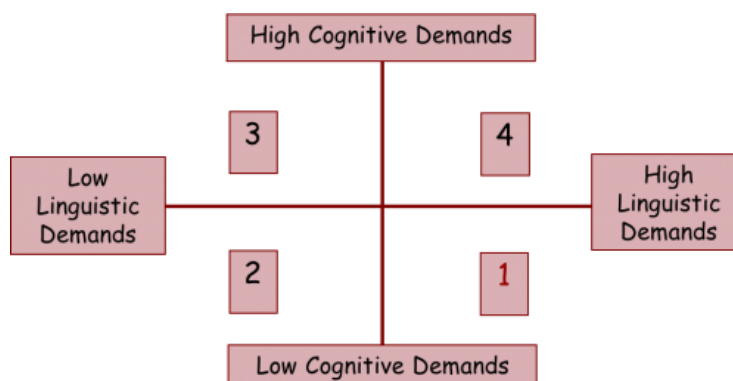 High Cognitive Demands
3
4
Low
Linguistic
Demands
High
Linguistic
Demands
2
1
Low Cognitive Demands